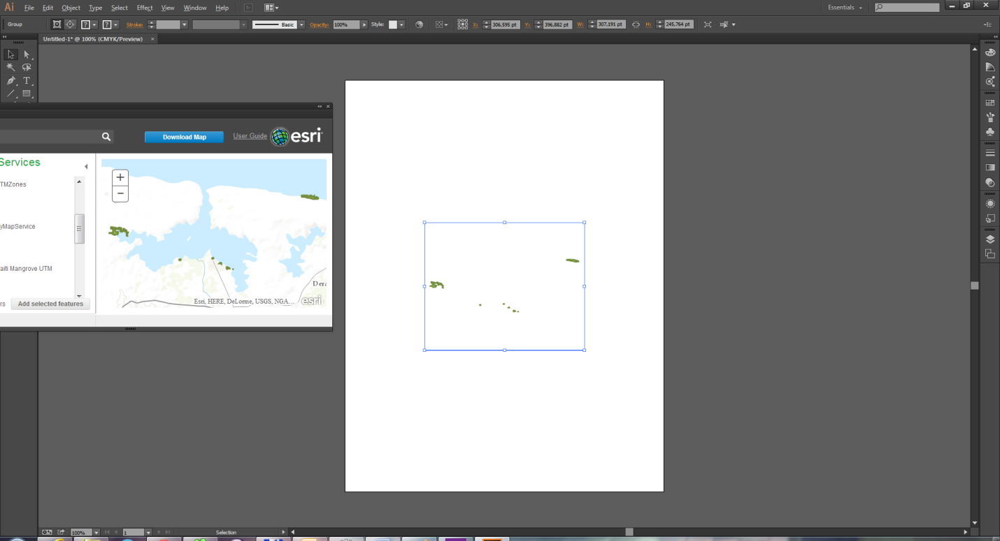 Ai File Edit Object Type Select Effect View Window Help Br Essentials
Group ? ? Stroke: Basic Opacity: 100% Style: X: 306,595 pt Y: 396,882 pt W: 307,191 pt H: 245,764 pt
Untitled-1* @ 100% (CMYK/Preview) ×
T
Download Map User Guide esri
Services
TMZones
+
−
yMapService
aiti Mangrove UTM
Dera
rs Add selected features
Esri, HERE, DeLorme, USGS, NGA... esri
100% 1 Selection